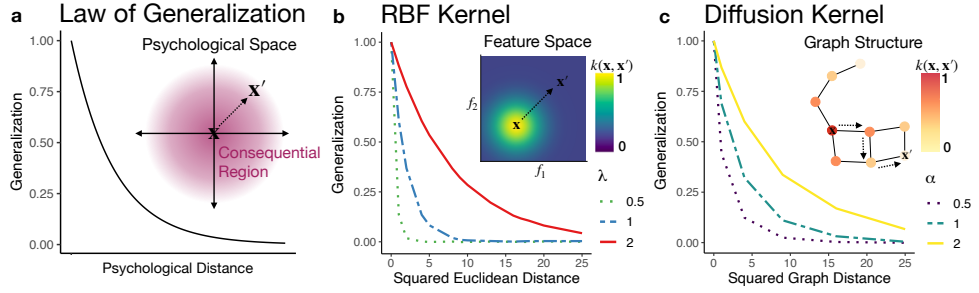 a Law of Generalization
Generalization
1.00
0.75
0.50
0.25
0.00
Psychological Space
x
x′
Consequential
Region
Psychological Distance
b RBF Kernel
Generalization
1.00
0.75
0.50
0.25
0.00
Feature Space
f2
f1
x
x′
k(x, x′)
1
0
λ
0.5
1
2
0 5 10 15 20 25
Squared Euclidean Distance
c Diffusion Kernel
Generalization
1.00
0.75
0.50
0.25
0.00
Graph Structure
x
x′
k(x, x′)
1
0
α
0.5
1
2
0 5 10 15 20 25
Squared Graph Distance